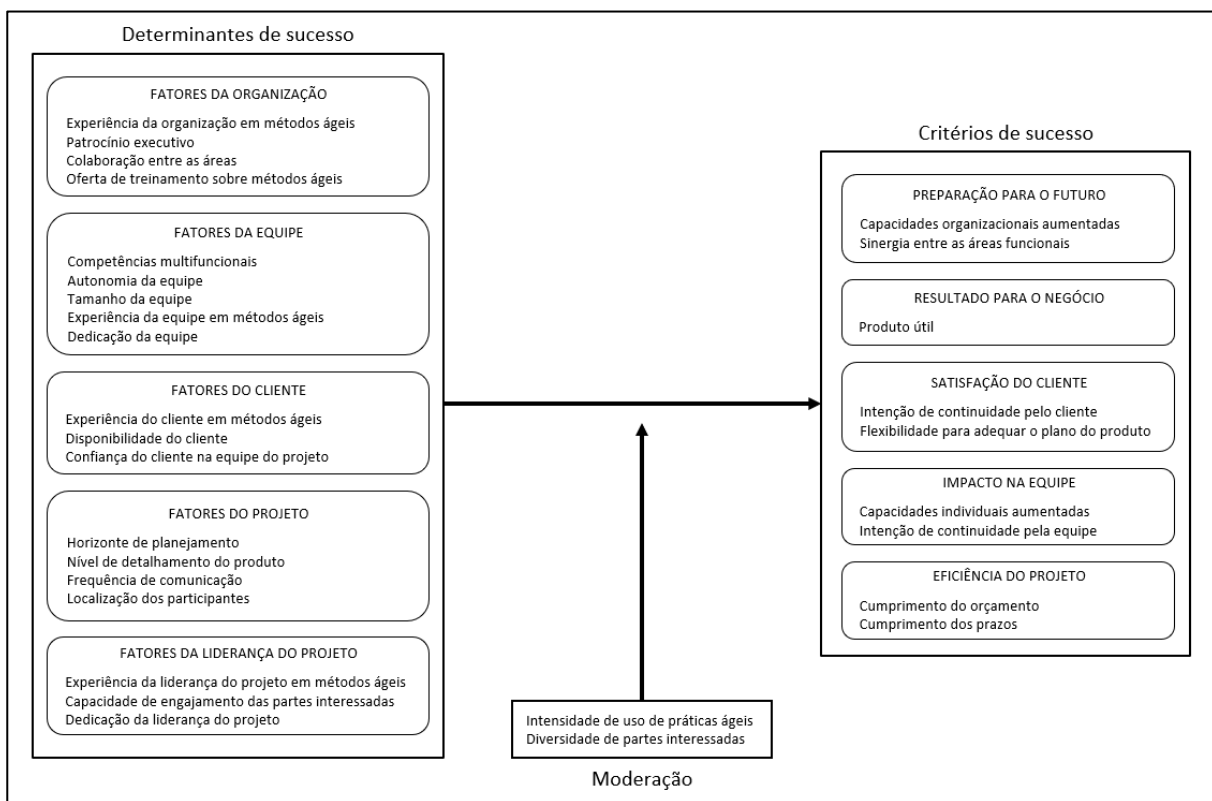 Determinantes de sucesso
FATORES DA ORGANIZAÇÃO
Experiência da organização em métodos ágeis
Patrocínio executivo
Colaboração entre as áreas
Oferta de treinamento sobre métodos ágeis
FATORES DA EQUIPE
Competências multifuncionais
Autonomia da equipe
Tamanho da equipe
Experiência da equipe em métodos ágeis
Dedicação da equipe
FATORES DO CLIENTE
Experiência do cliente em métodos ágeis
Disponibilidade do cliente
Confiança do cliente na equipe do projeto
FATORES DO PROJETO
Horizonte de planejamento
Nível de detalhamento do produto
Frequência de comunicação
Localização dos participantes
FATORES DA LIDERANÇA DO PROJETO
Experiência da liderança do projeto em métodos ágeis
Capacidade de engajamento das partes interessadas
Dedicação da liderança do projeto
Intensidade de uso de práticas ágeis
Diversidade de partes interessadas
Moderação
Critérios de sucesso
PREPARAÇÃO PARA O FUTURO
Capacidades organizacionais aumentadas
Sinergia entre as áreas funcionais
RESULTADO PARA O NEGÓCIO
Produto útil
SATISFAÇÃO DO CLIENTE
Intenção de continuidade pelo cliente
Flexibilidade para adequar o plano do produto
IMPACTO NA EQUIPE
Capacidades individuais aumentadas
Intenção de continuidade pela equipe
EFICIÊNCIA DO PROJETO
Cumprimento do orçamento
Cumprimento dos prazos